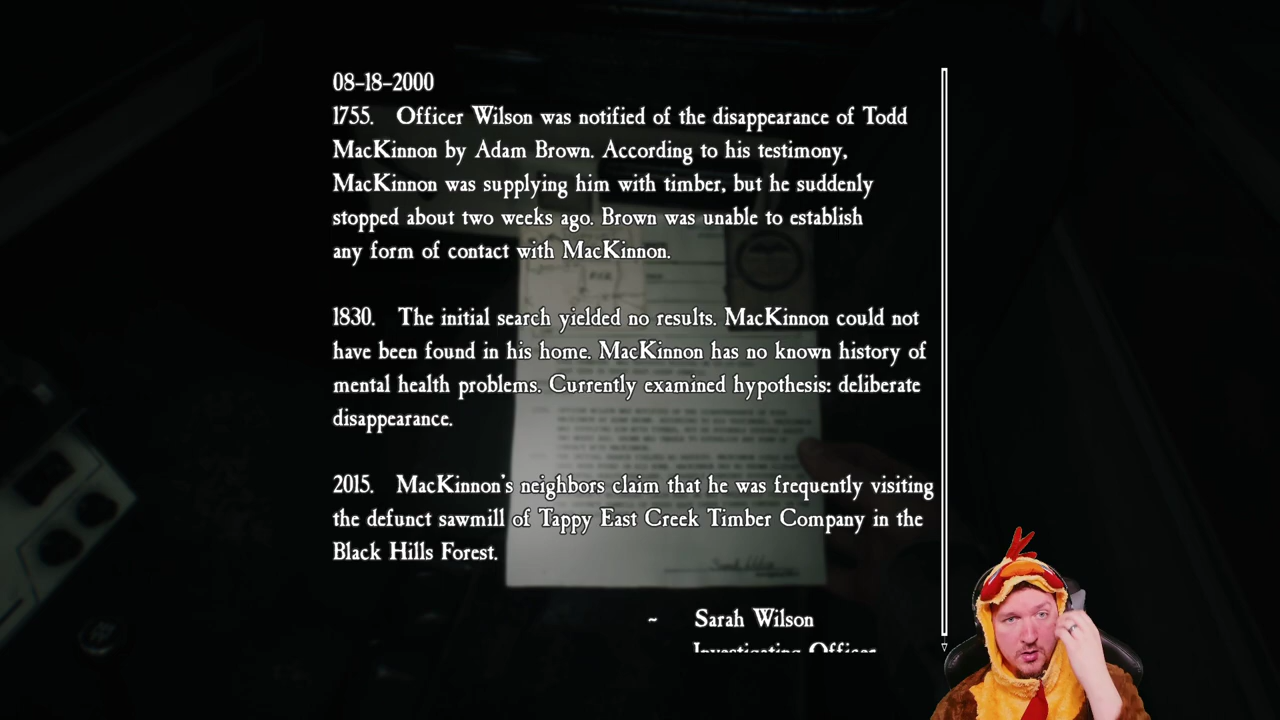 08-18-2000
1755. Officer Wilson was notified of the disappearance of Todd
MacKinnon by Adam Brown. According to his testimony,
MacKinnon was supplying him with timber, but he suddenly
stopped about two weeks ago. Brown was unable to establish
any form of contact with MacKinnon.
1830. The initial search yielded no results. MacKinnon could not
have been found in his home. MacKinnon has no known history of
mental health problems. Currently examined hypothesis: deliberate
disappearance.
2015. MacKinnon's neighbors claim that he was frequently visiting
the defunct sawmill of Tappy East Creek Timber Company in the
Black Hills Forest.
~ Sarah Wilson
Investigating Officer